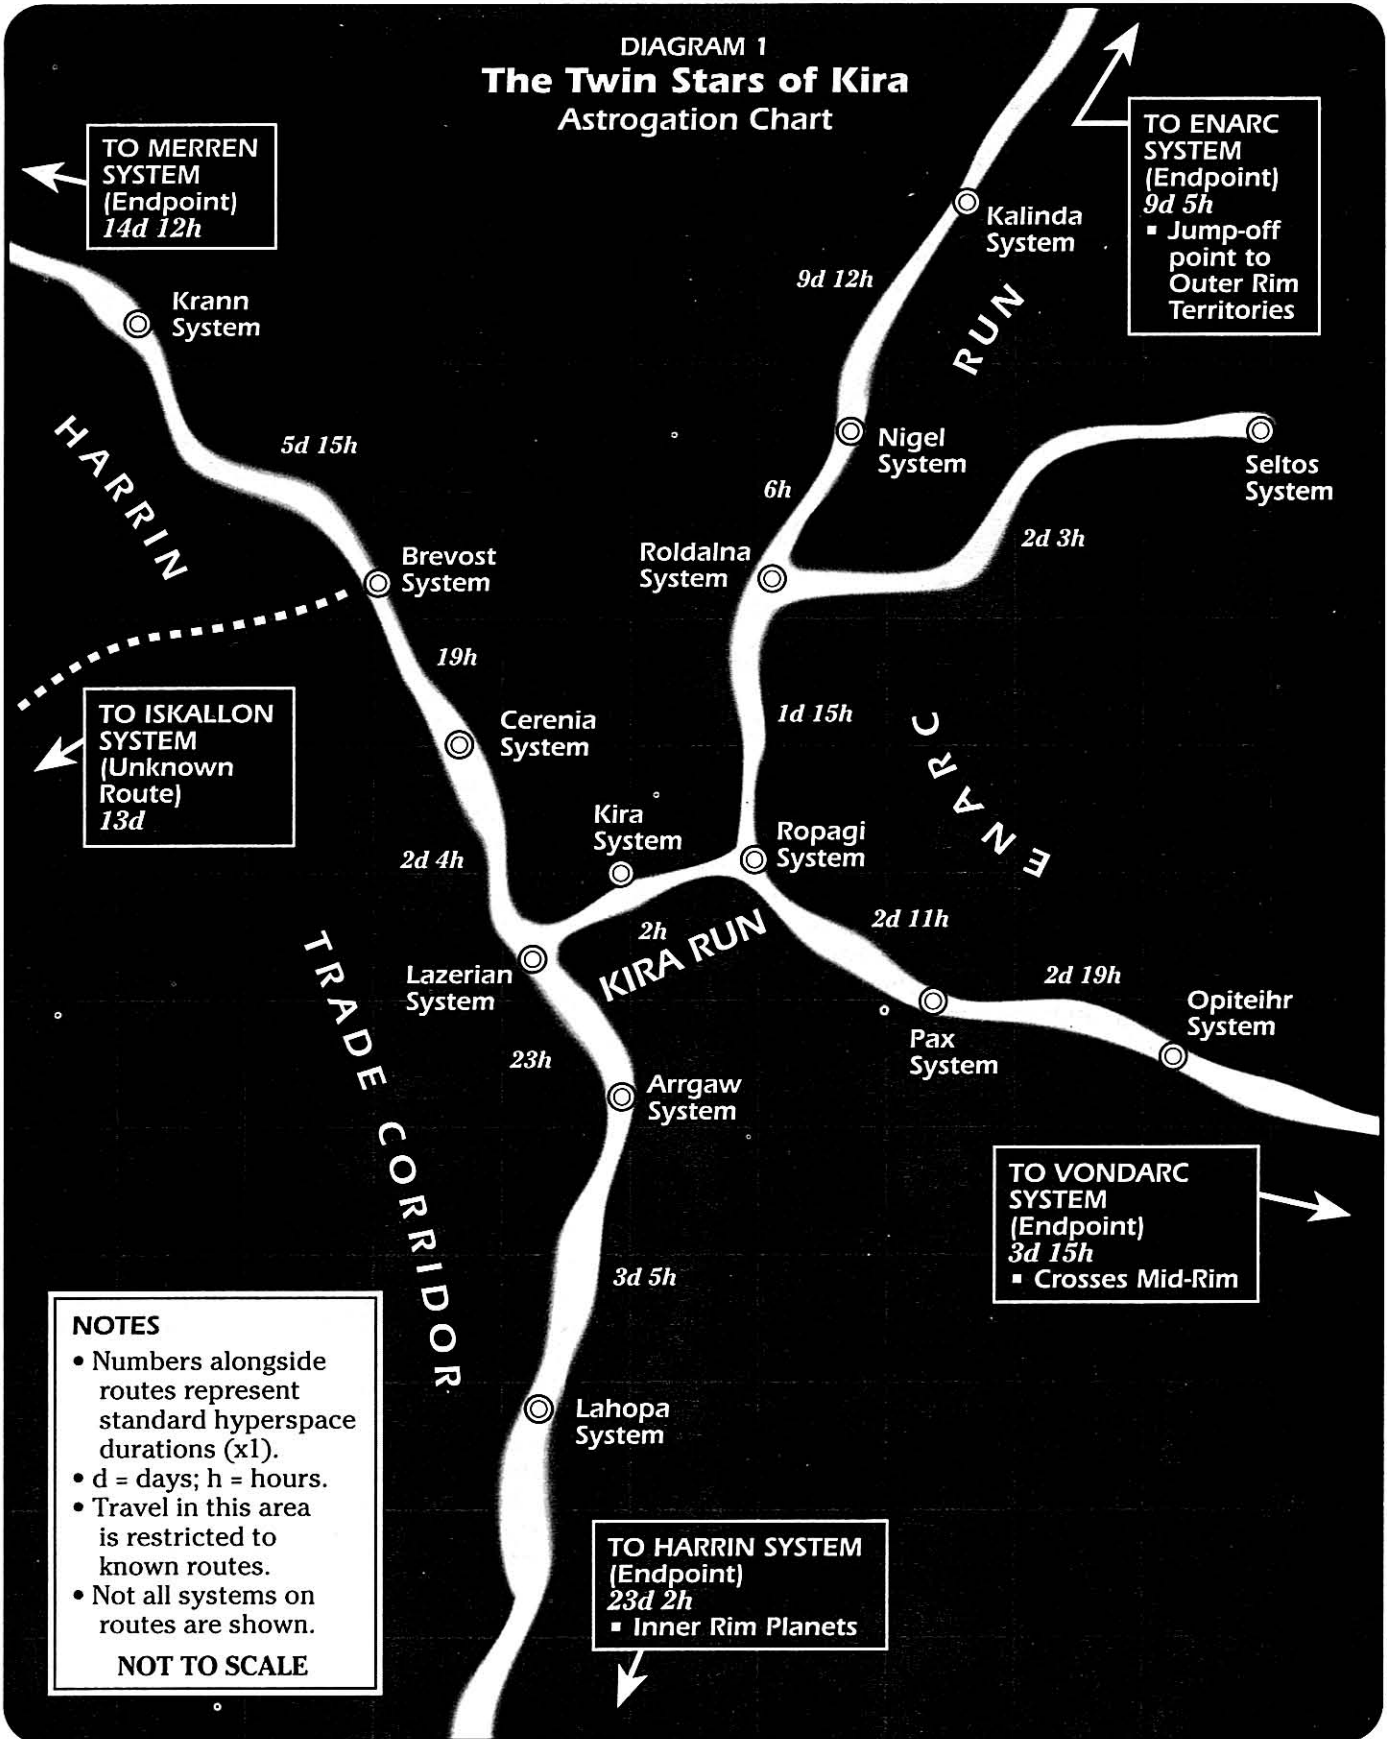 DIAGRAM 1
The Twin Stars of Kira
Astrogation Chart
TO MERREN
SYSTEM
(Endpoint)
14d 12h
TO ENARC
SYSTEM
(Endpoint)
9d 5h
▪ Jump-off
point to
Outer Rim
Territories
Kalinda
System
9d 12h
Krann
System
RUN
HARRIN
5d 15h
Nigel
System
Seltos
System
6h
2d 3h
Brevost
System
Roldalna
System
19h
TO ISKALLON
SYSTEM
(Unknown
Route)
13d
Cerenia
System
1d 15h
ENARC
Kira
System
Ropagi
System
2d 4h
2h
KIRA RUN
2d 11h
TRADE CORRIDOR
Lazerian
System
2d 19h
Opiteihr
System
Pax
System
23h
Arrgaw
System
TO VONDARC
SYSTEM
(Endpoint)
3d 15h
▪ Crosses Mid-Rim
3d 5h
Lahopa
System
NOTES
• Numbers alongside
routes represent
standard hyperspace
durations (x1).
• d = days; h = hours.
• Travel in this area
is restricted to
known routes.
• Not all systems on
routes are shown.
NOT TO SCALE
TO HARRIN SYSTEM
(Endpoint)
23d 2h
▪ Inner Rim Planets